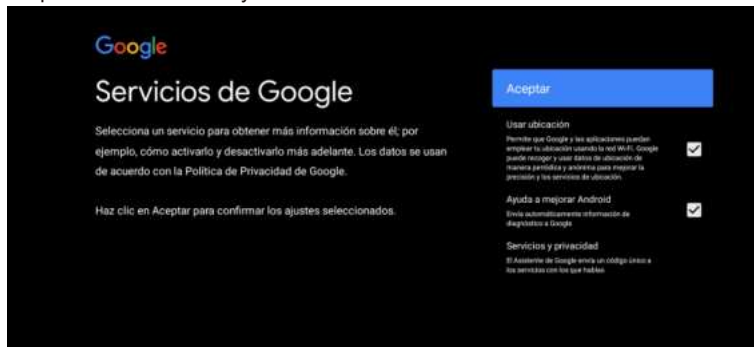 Google
Servicios de Google
Selecciona un servicio para obtener más información sobre él; por
ejemplo, cómo activarlo y desactivarlo más adelante. Los datos se usan
de acuerdo con la Política de Privacidad de Google.
Haz clic en Aceptar para confirmar los ajustes seleccionados.
Aceptar
Usar ubicación
Permite que Google y las aplicaciones puedan
emplear tu ubicación usando la red Wi-Fi. Google
puede recoger y usar datos de ubicación de
manera periódica y anónima para mejorar la
precisión y los servicios de ubicación.
Ayuda a mejorar Android
Envía automáticamente información de
diagnóstico a Google
Servicios y privacidad
El Asistente de Google envía un código único a
los servicios con los que hablas